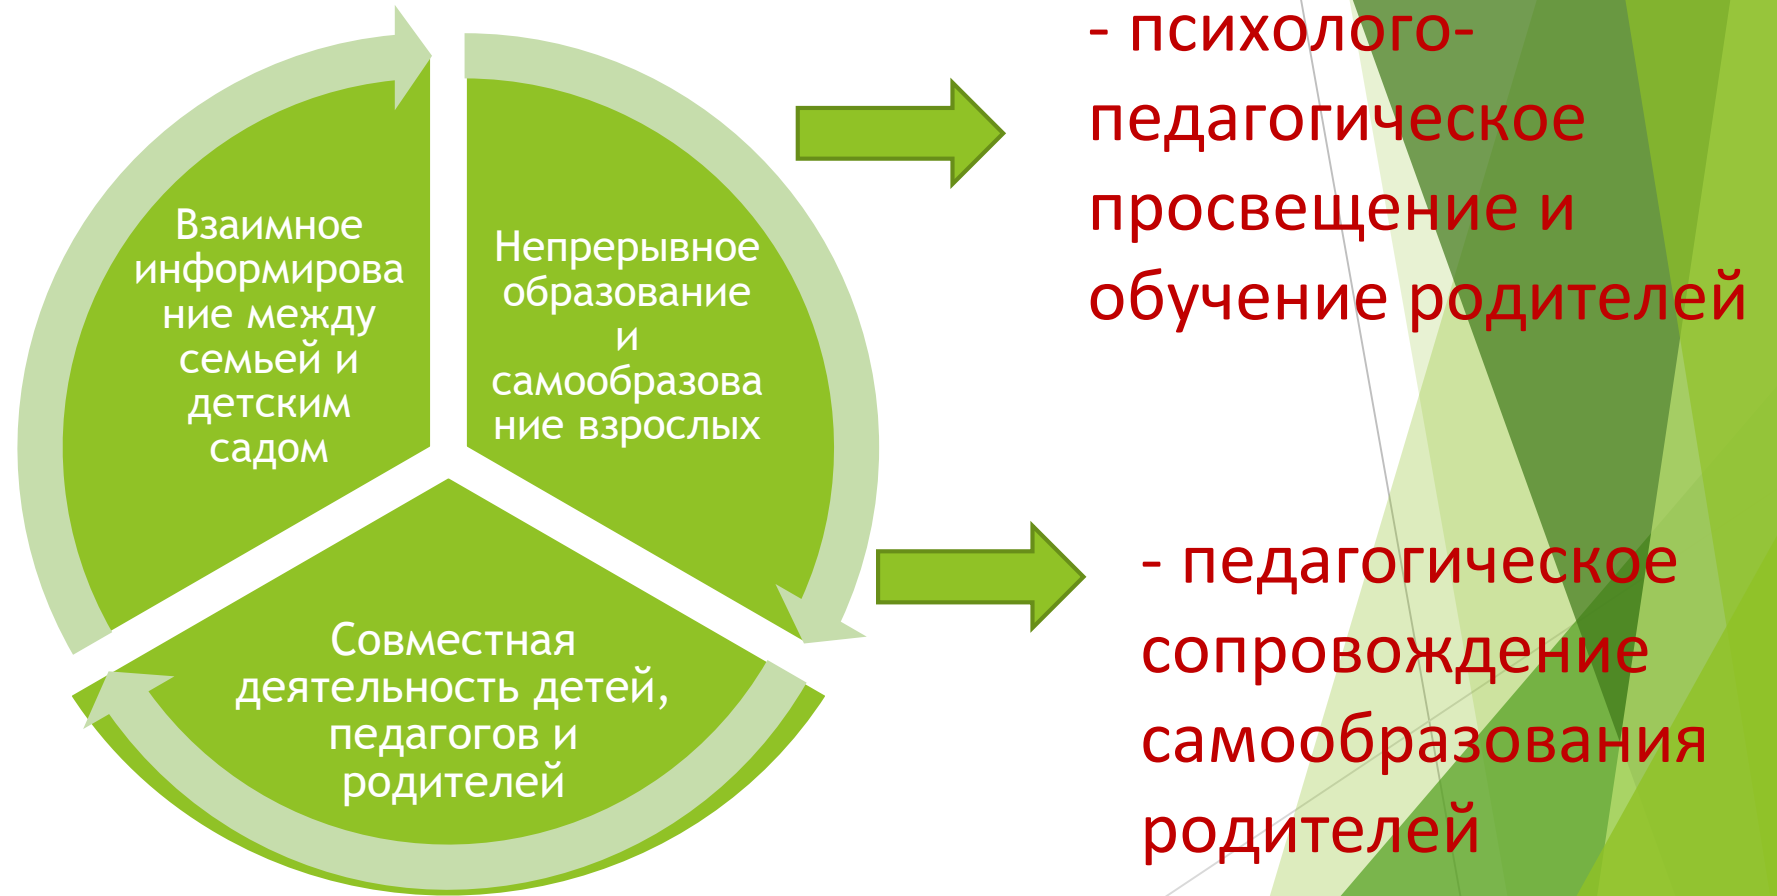 Взаимное
информирова
ние между
семьей и
детским
садом
Непрерывное
образование
и
самообразова
ние взрослых
Совместная
деятельность детей,
педагогов и
родителей
- психолого-
педагогическое
просвещение и
обучение родителей
- педагогическое
сопровождение
самообразования
родителей